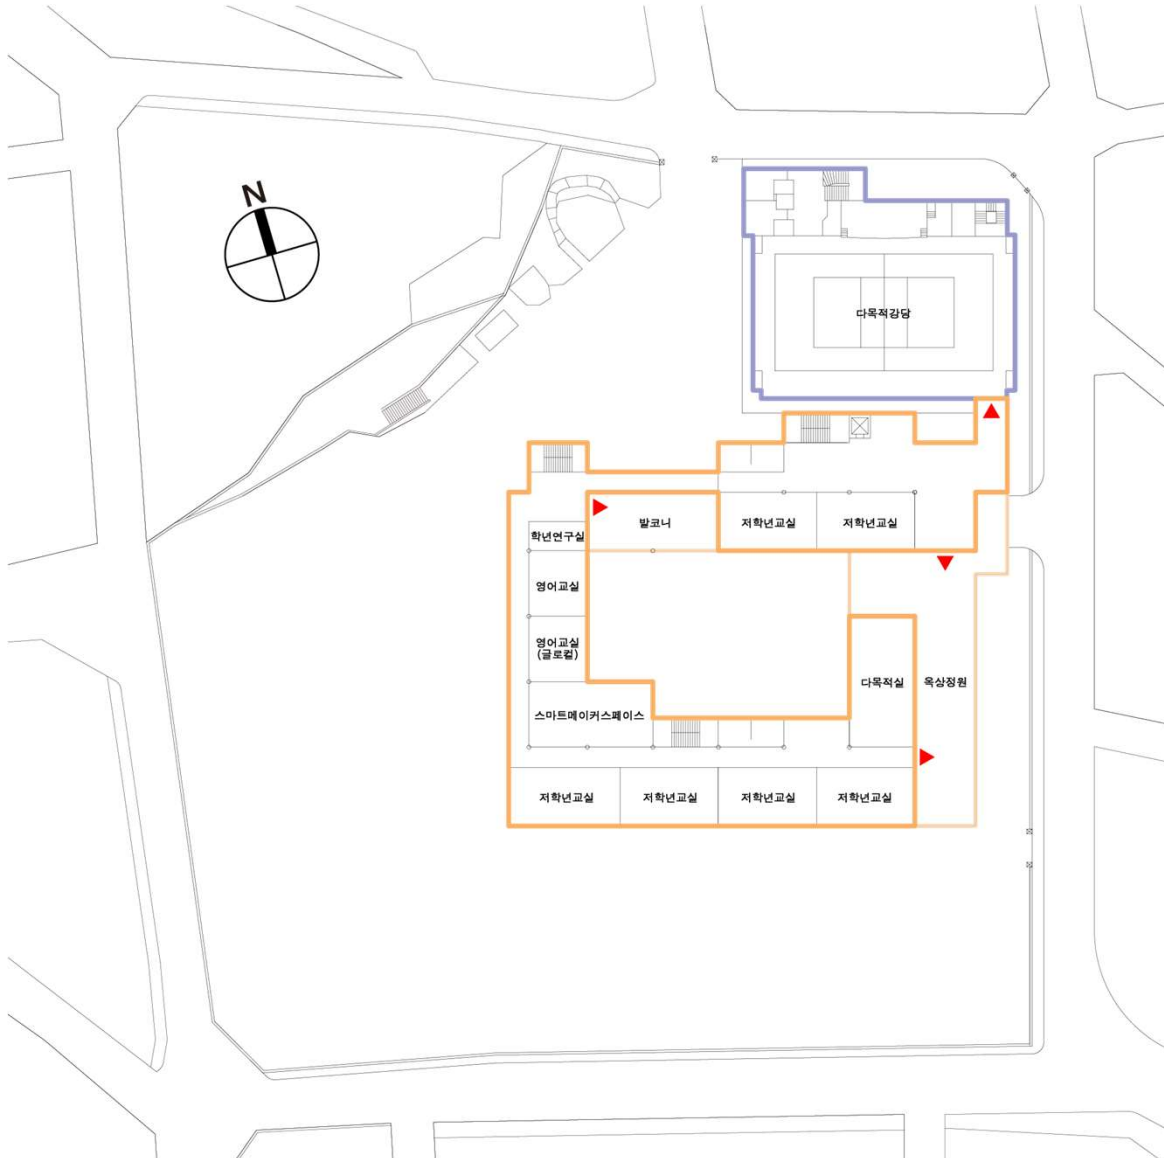 N
다목적강당
발코니
저학년교실
저학년교실
학년연구실
영어교실
영어교실
(글로컬)
다목적실
옥상정원
스마트메이커스페이스
저학년교실
저학년교실
저학년교실
저학년교실